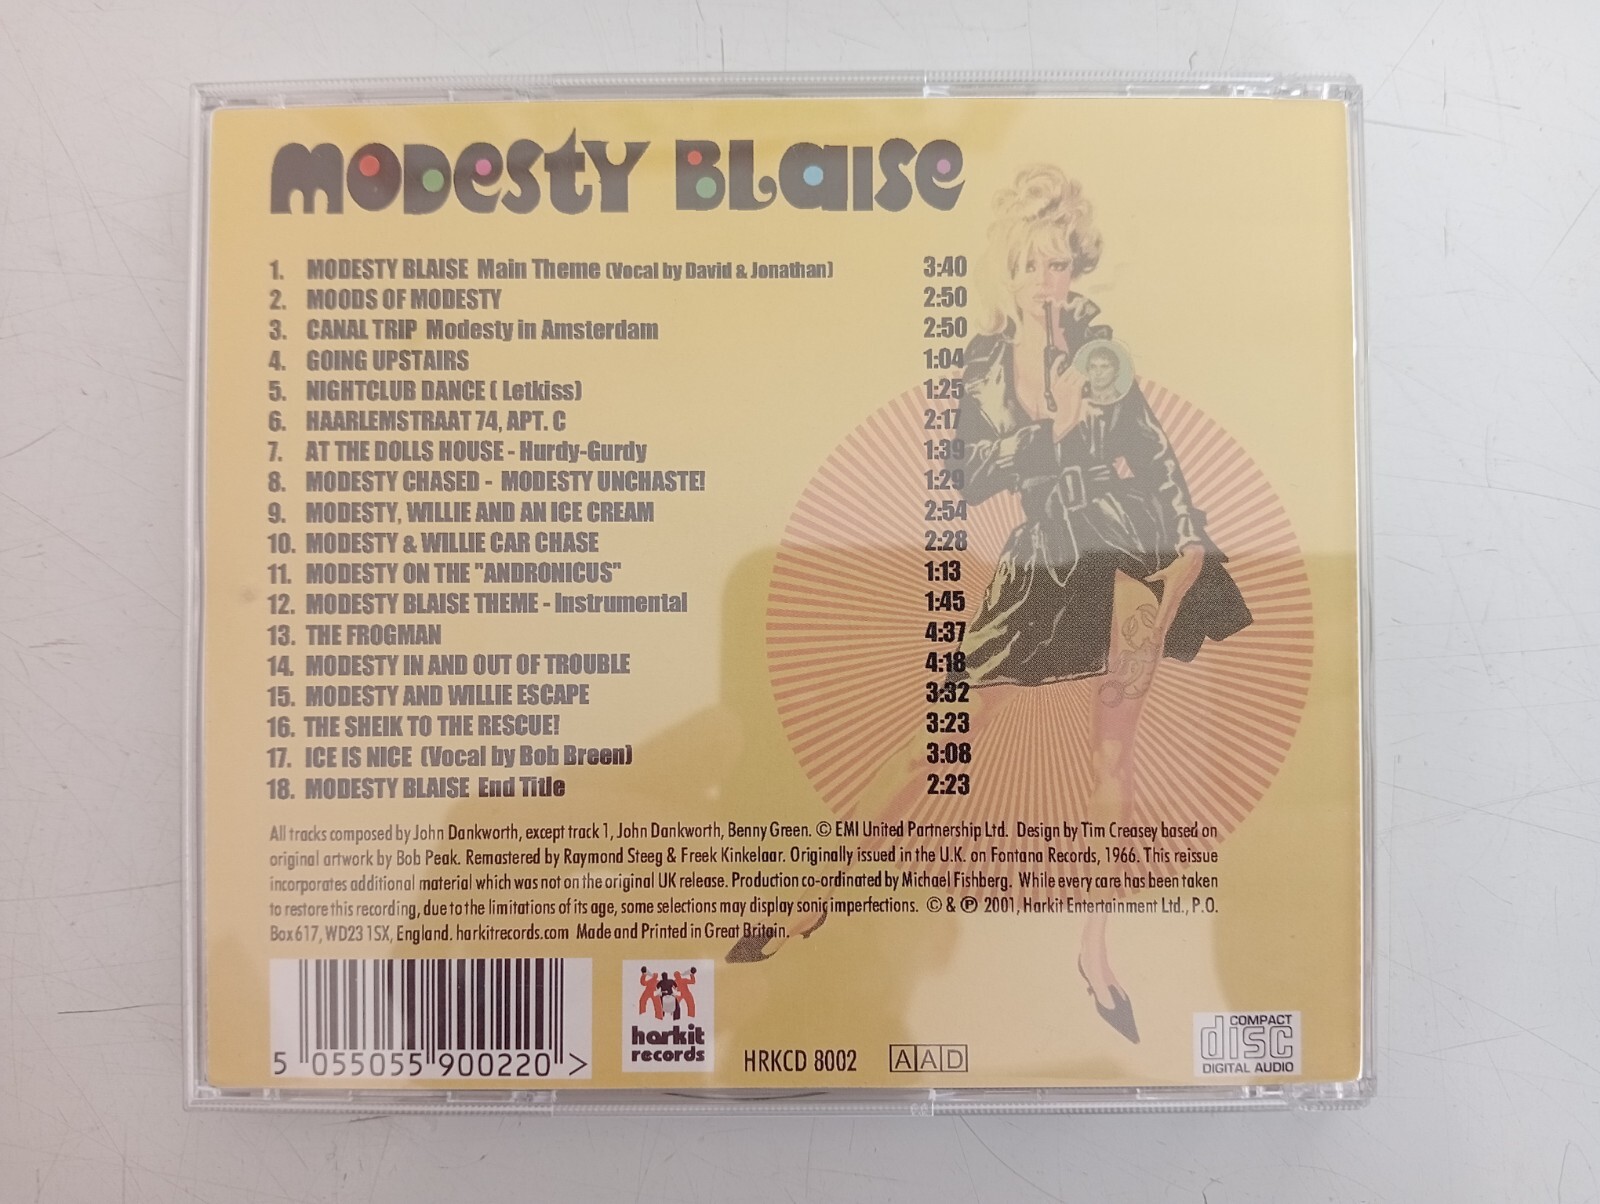 MODESTY BLAISE
1. MODESTY BLAISE Main Theme (Vocal by David & Jonathan) 3:40
2. MOODS OF MODESTY 2:50
3. CANAL TRIP Modesty in Amsterdam 2:50
4. GOING UPSTAIRS 1:04
5. NIGHTCLUB DANCE ( Letkiss) 1:25
6. HAARLEMSTRAAT 74, APT. C 2:17
7. AT THE DOLLS HOUSE - Hurdy-Gurdy 1:39
8. MODESTY CHASED - MODESTY UNCHASTE! 1:29
9. MODESTY, WILLIE AND AN ICE CREAM 2:54
10. MODESTY & WILLIE CAR CHASE 2:28
11. MODESTY ON THE "ANDRONICUS" 1:13
12. MODESTY BLAISE THEME - Instrumental 1:45
13. THE FROGMAN 4:37
14. MODESTY IN AND OUT OF TROUBLE 4:18
15. MODESTY AND WILLIE ESCAPE 3:32
16. THE SHEIK TO THE RESCUE! 3:23
17. ICE IS NICE (Vocal by Bob Breen) 3:08
18. MODESTY BLAISE End Title 2:23
All tracks composed by John Dankworth, except track 1, John Dankworth, Benny Green. © EMI United Partnership Ltd. Design by Tim Creasey based on
original artwork by Bob Peak. Remastered by Raymond Steeg & Freek Kinkelaar. Originally issued in the U.K. on Fontana Records, 1966. This reissue
incorporates additional material which was not on the original UK release. Production co-ordinated by Michael Fishberg. While every care has been taken
to restore this recording, due to the limitations of its age, some selections may display sonic imperfections. © & ℗ 2001, Harkit Entertainment Ltd., P.O.
Box 617, WD23 1SX, England. harkitrecords.com Made and Printed in Great Britain.
5 055055 900220 >
harkit
records
HRKCD 8002
AAD
COMPACT
disc
DIGITAL AUDIO